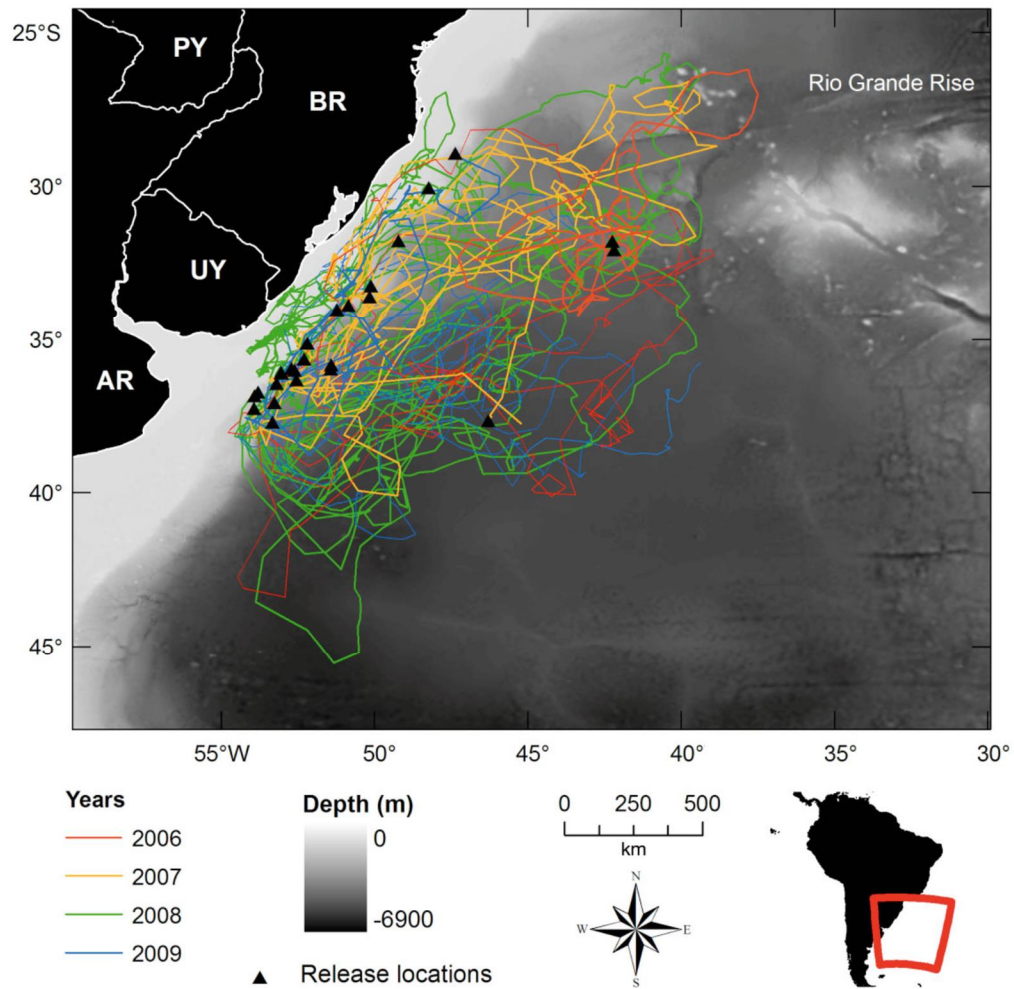 25°S
PY
BR
Rio Grande Rise
30°
UY
35°
AR
40°
45°
55°W 50° 45° 40° 35° 30°
Years
2006
2007
2008
2009
Depth (m)
0
-6900
Release locations
0 250 500
km
N
W E
S